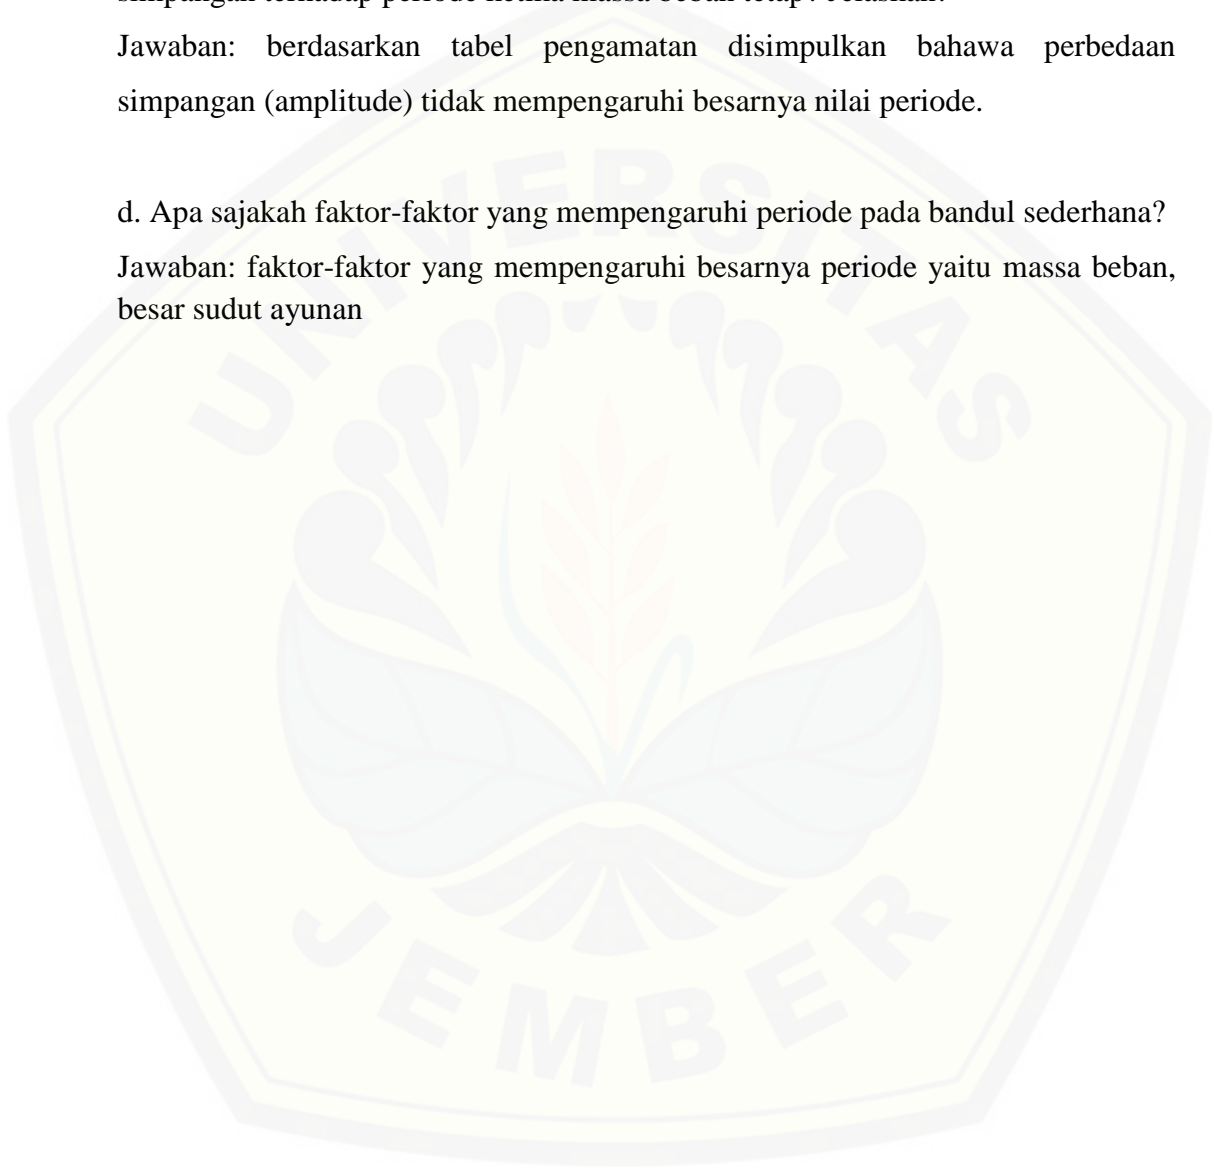 simpangan terhadap periode ketika massa beban tetap? Jelaskan!
Jawaban: berdasarkan tabel pengamatan disimpulkan bahwa perbedaan
simpangan (amplitude) tidak mempengaruhi besarnya nilai periode.
d. Apa sajakah faktor-faktor yang mempengaruhi periode pada bandul sederhana?
Jawaban: faktor-faktor yang mempengaruhi besarnya periode yaitu massa beban,
besar sudut ayunan
UNIVERSITAS
JEMBER